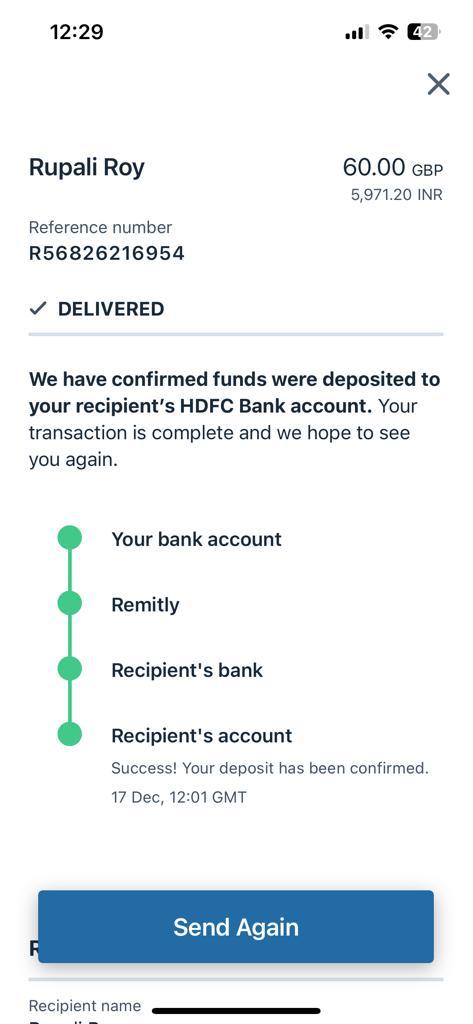 12:29
42
Rupali Roy
60.00 GBP
5,971.20 INR
Reference number
R56826216954
DELIVERED
We have confirmed funds were deposited to
your recipient’s HDFC Bank account. Your
transaction is complete and we hope to see
you again.
Your bank account
Remitly
Recipient's bank
Recipient's account
Success! Your deposit has been confirmed.
17 Dec, 12:01 GMT
Send Again
Recipient name